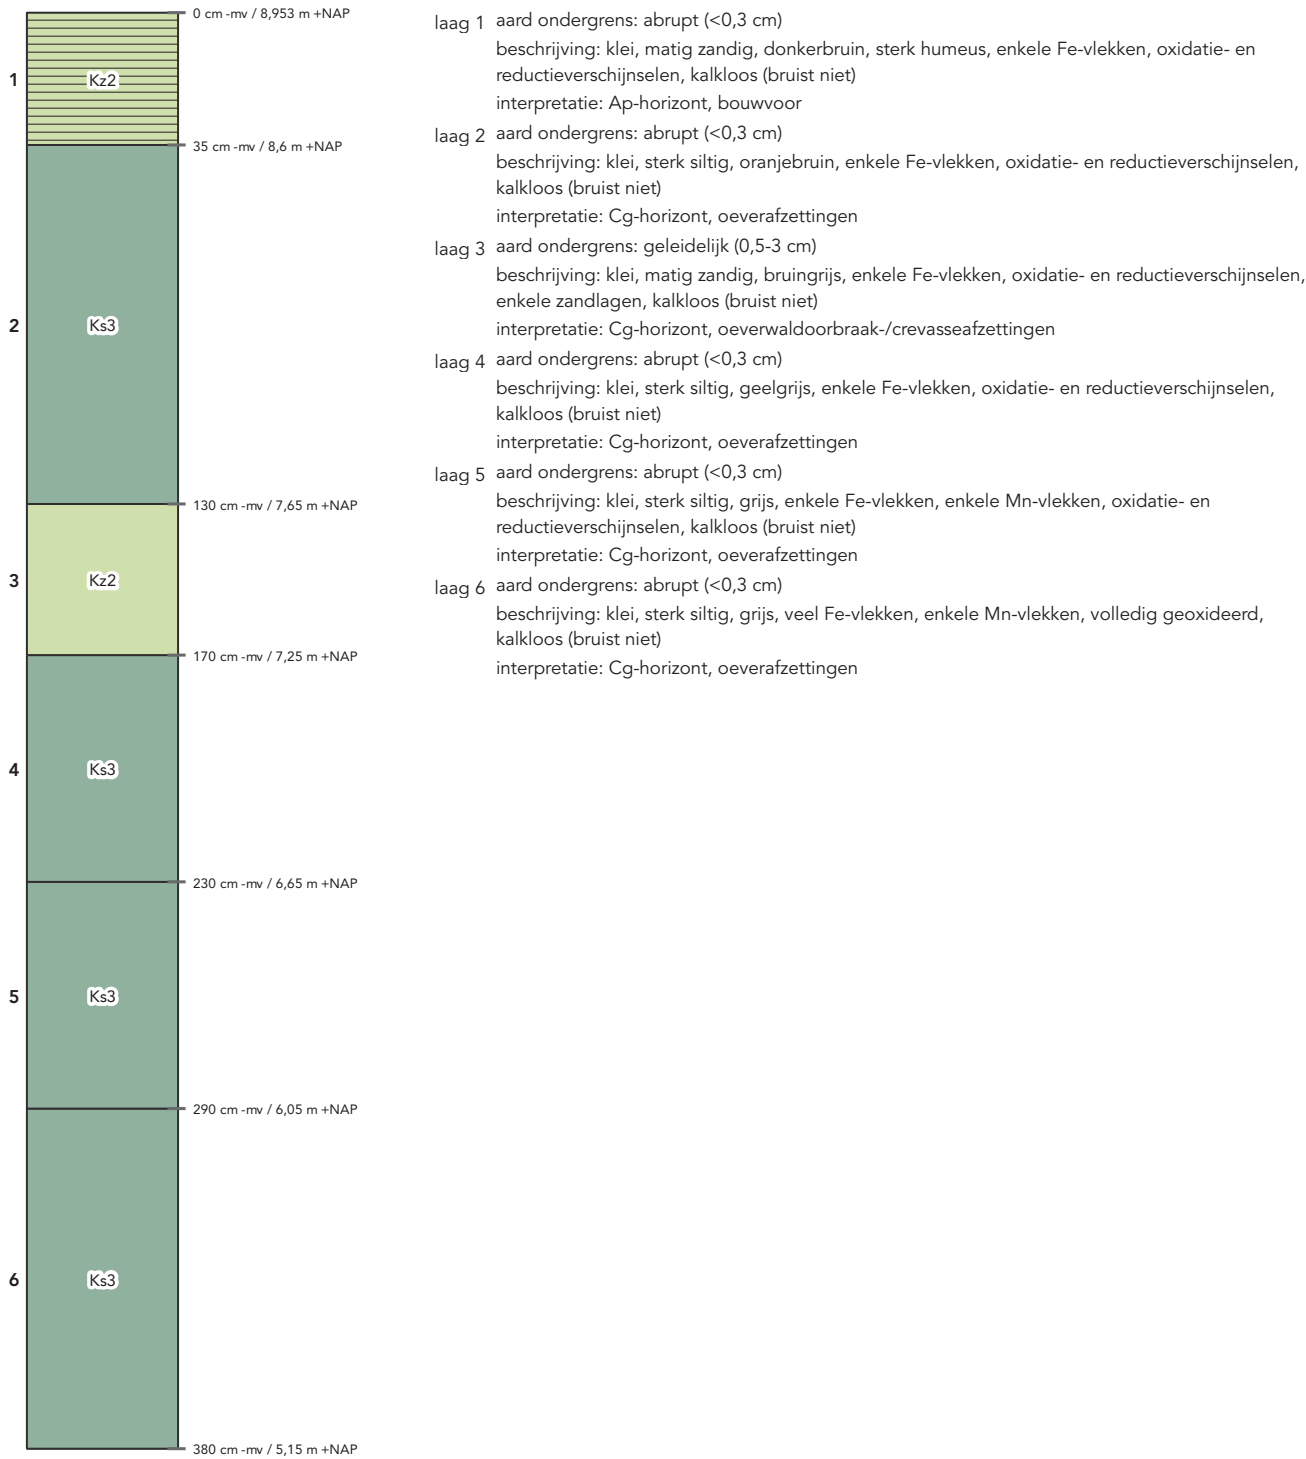 0 cm -mv / 8,953 m +NAP
1
Kz2
35 cm -mv / 8,6 m +NAP
2
Ks3
130 cm -mv / 7,65 m +NAP
3
Kz2
170 cm -mv / 7,25 m +NAP
4
Ks3
230 cm -mv / 6,65 m +NAP
5
Ks3
290 cm -mv / 6,05 m +NAP
6
Ks3
380 cm -mv / 5,15 m +NAP
laag 1 aard ondergrens: abrupt (<0,3 cm)
beschrijving: klei, matig zandig, donkerbruin, sterk humeus, enkele Fe-vlekken, oxidatie- en
reductieverschijnselen, kalkloos (bruist niet)
interpretatie: Ap-horizont, bouwvoor
laag 2 aard ondergrens: abrupt (<0,3 cm)
beschrijving: klei, sterk siltig, oranjebruin, enkele Fe-vlekken, oxidatie- en reductieverschijnselen,
kalkloos (bruist niet)
interpretatie: Cg-horizont, oeverafzettingen
laag 3 aard ondergrens: geleidelijk (0,5-3 cm)
beschrijving: klei, matig zandig, bruingrijs, enkele Fe-vlekken, oxidatie- en reductieverschijnselen,
enkele zandlagen, kalkloos (bruist niet)
interpretatie: Cg-horizont, oeverwaldoorbraak-/crevasseafzettingen
laag 4 aard ondergrens: abrupt (<0,3 cm)
beschrijving: klei, sterk siltig, geelgrijs, enkele Fe-vlekken, oxidatie- en reductieverschijnselen,
kalkloos (bruist niet)
interpretatie: Cg-horizont, oeverafzettingen
laag 5 aard ondergrens: abrupt (<0,3 cm)
beschrijving: klei, sterk siltig, grijs, enkele Fe-vlekken, enkele Mn-vlekken, oxidatie- en
reductieverschijnselen, kalkloos (bruist niet)
interpretatie: Cg-horizont, oeverafzettingen
laag 6 aard ondergrens: abrupt (<0,3 cm)
beschrijving: klei, sterk siltig, grijs, veel Fe-vlekken, enkele Mn-vlekken, volledig geoxideerd,
kalkloos (bruist niet)
interpretatie: Cg-horizont, oeverafzettingen